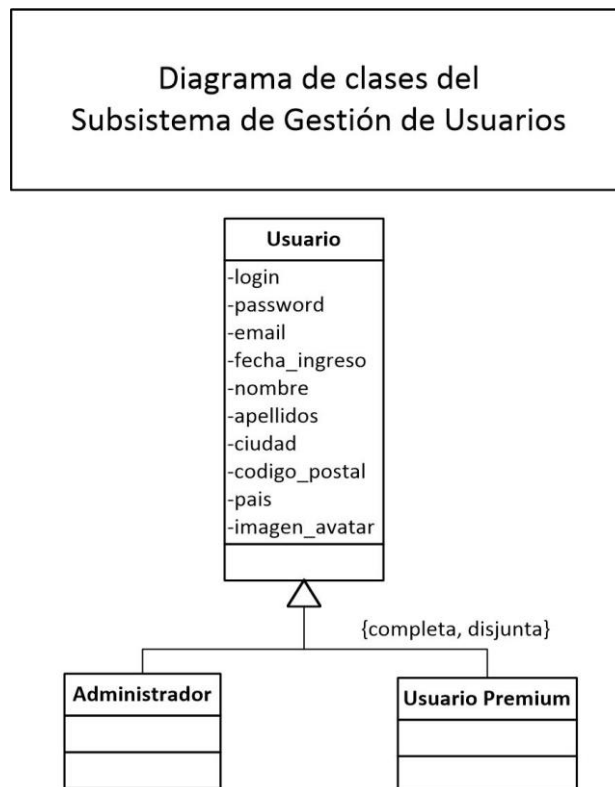 Diagrama de clases del
Subsistema de Gestión de Usuarios
Usuario
-login
-password
-email
-fecha_ingreso
-nombre
-apellidos
-ciudad
-codigo_postal
-pais
-imagen_avatar
{completa, disjunta}
Administrador
Usuario Premium